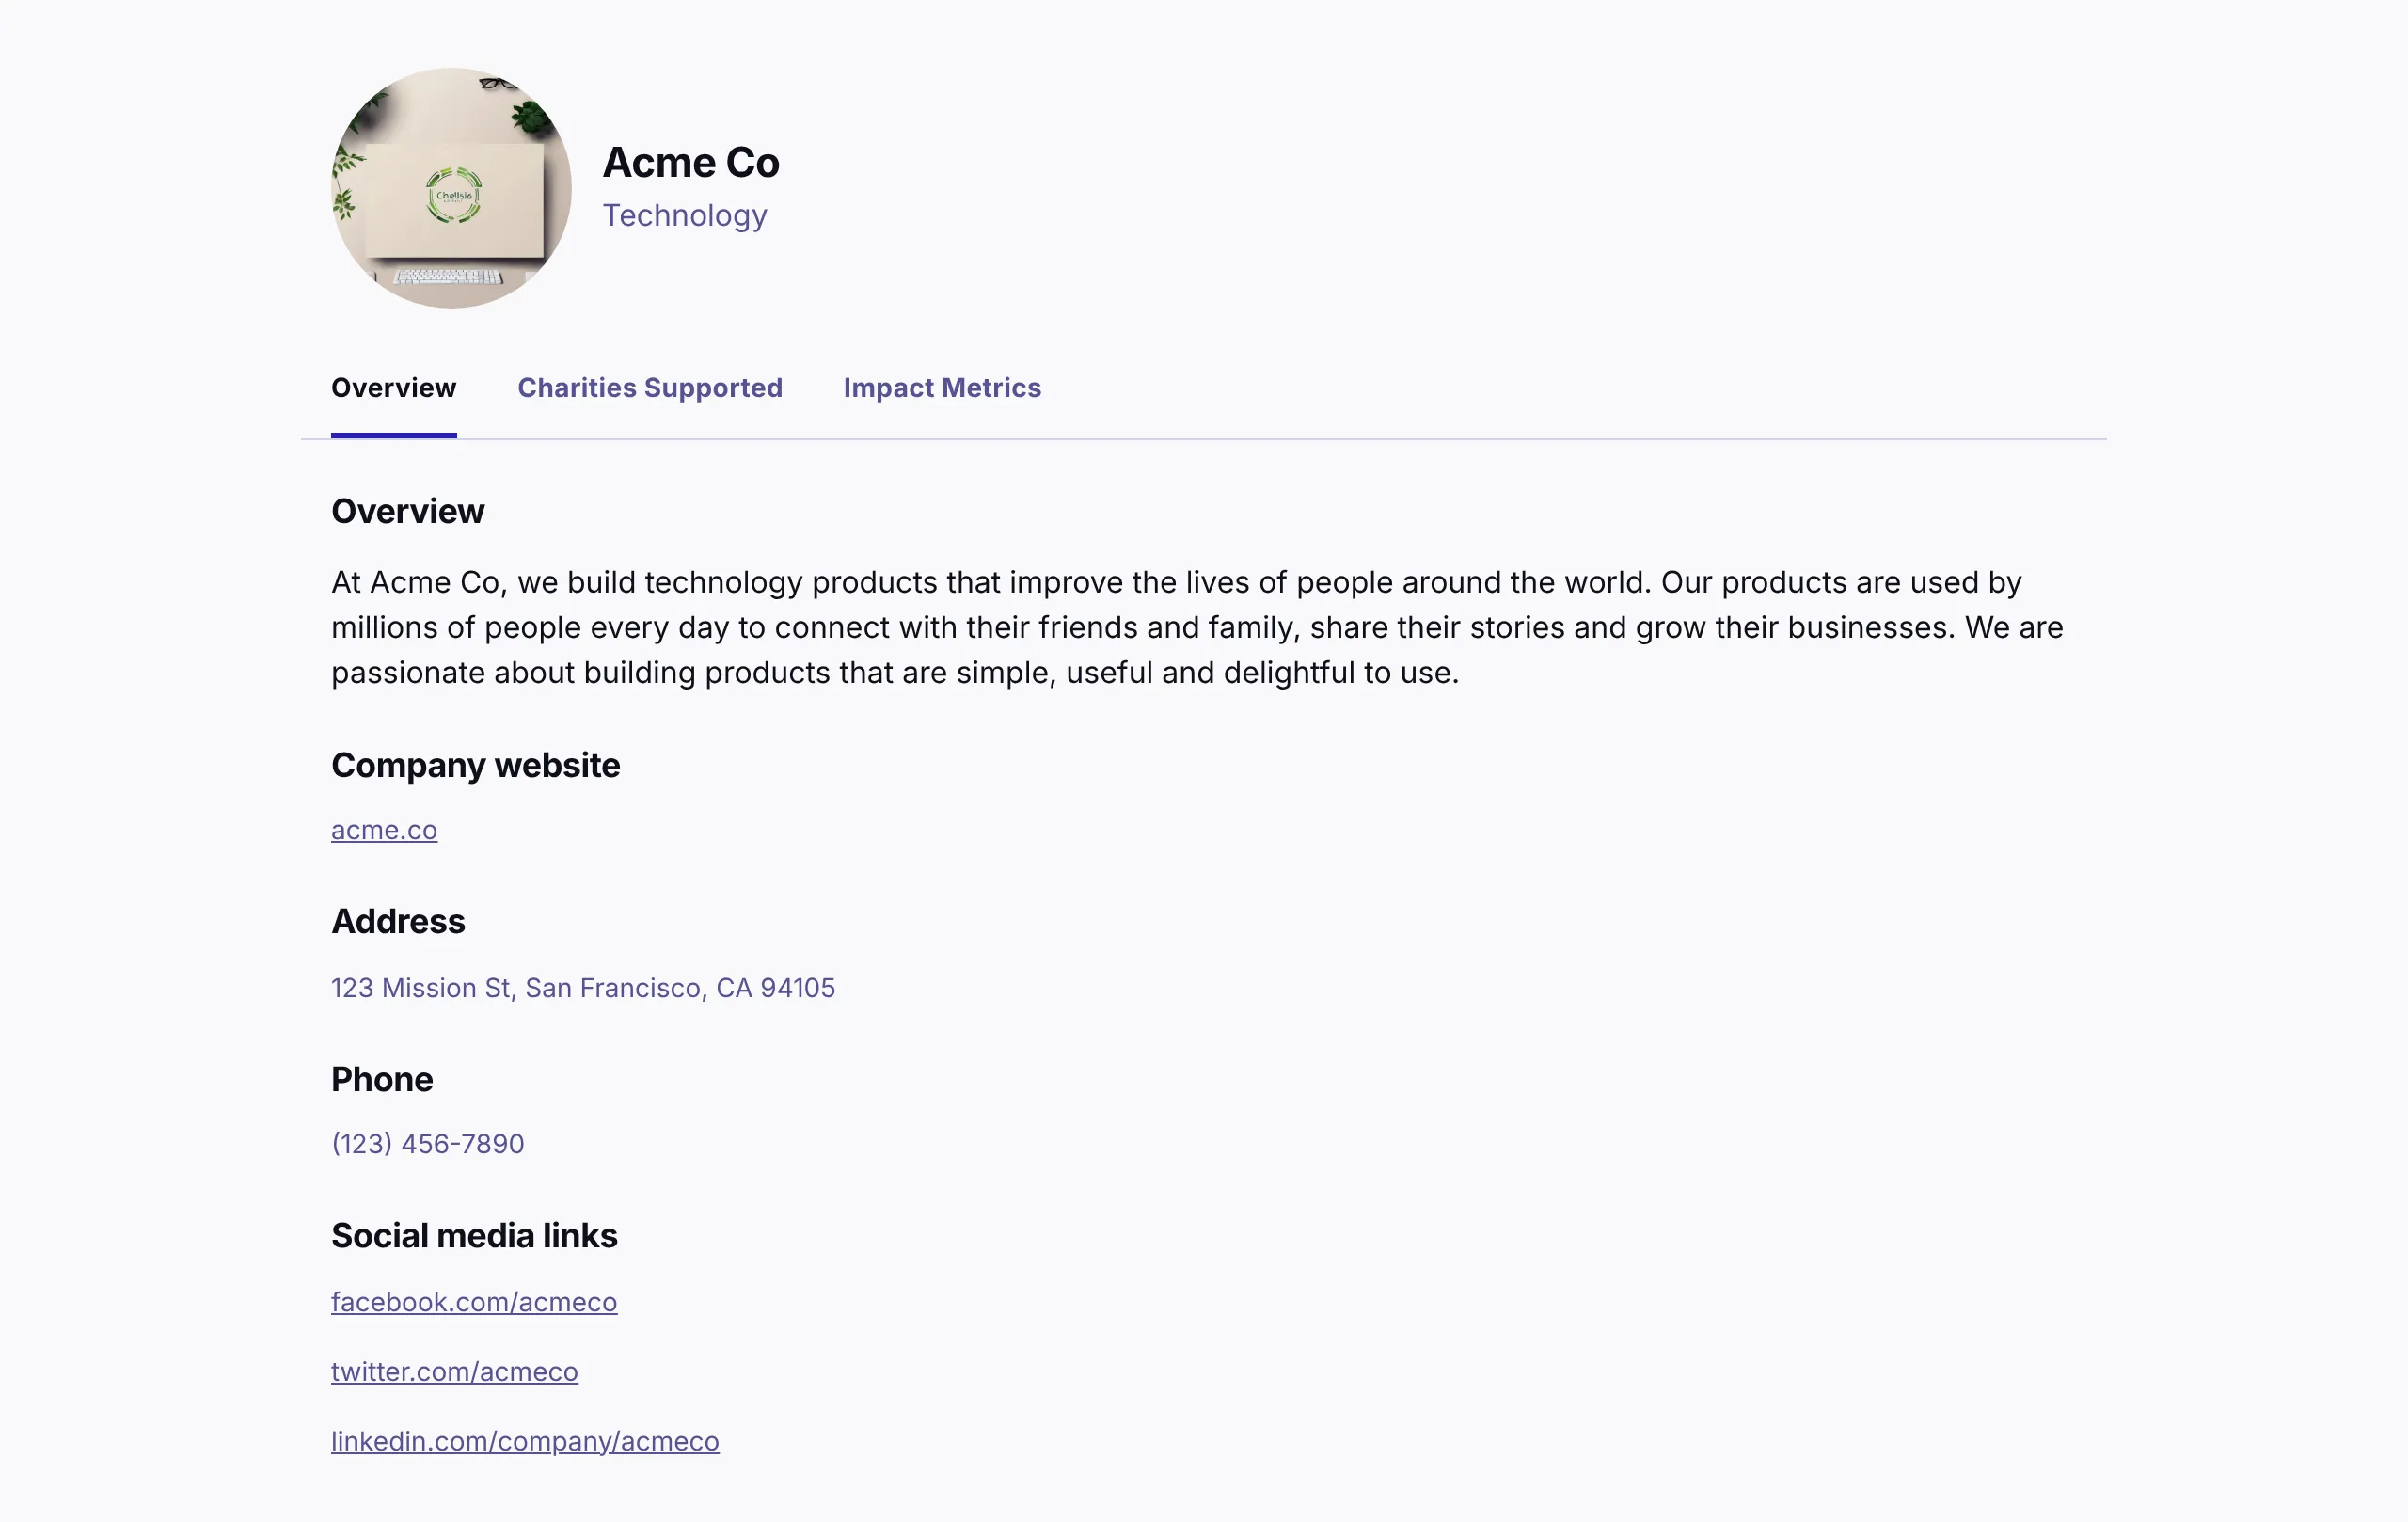 Acme Co
Technology
Overview
Charities Supported
Impact Metrics
Overview
At Acme Co, we build technology products that improve the lives of people around the world. Our products are used by
millions of people every day to connect with their friends and family, share their stories and grow their businesses. We are
passionate about building products that are simple, useful and delightful to use.
Company website
acme.co
Address
123 Mission St, San Francisco, CA 94105
Phone
(123) 456-7890
Social media links
facebook.com/acmeco
twitter.com/acmeco
linkedin.com/company/acmeco